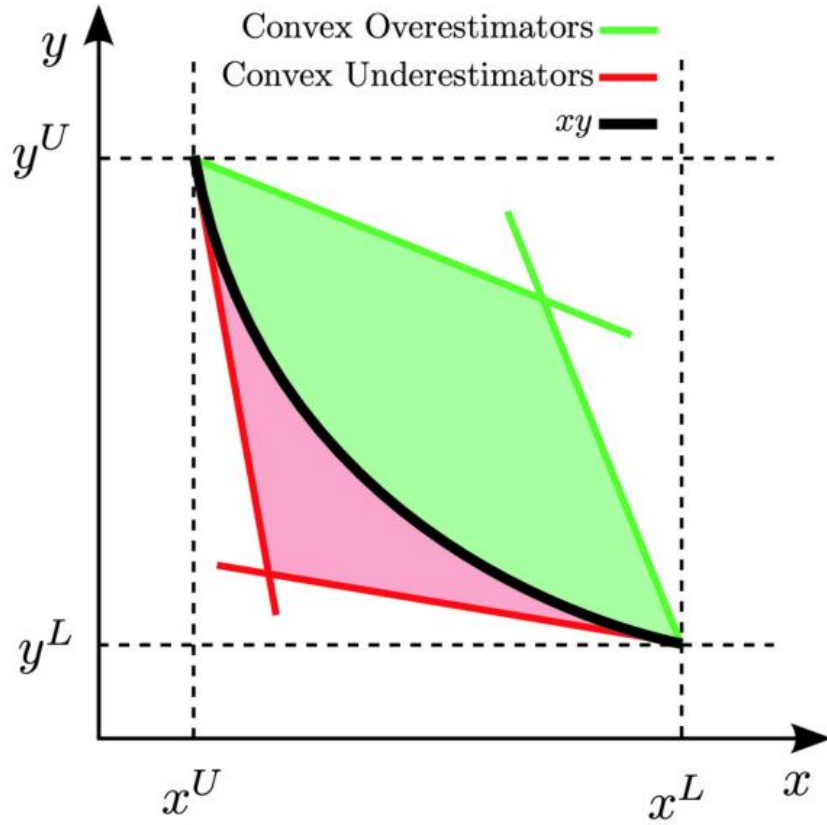 Convex Overestimators
Convex Underestimators
xy
y
y^U
y^L
x^U
x^L
x